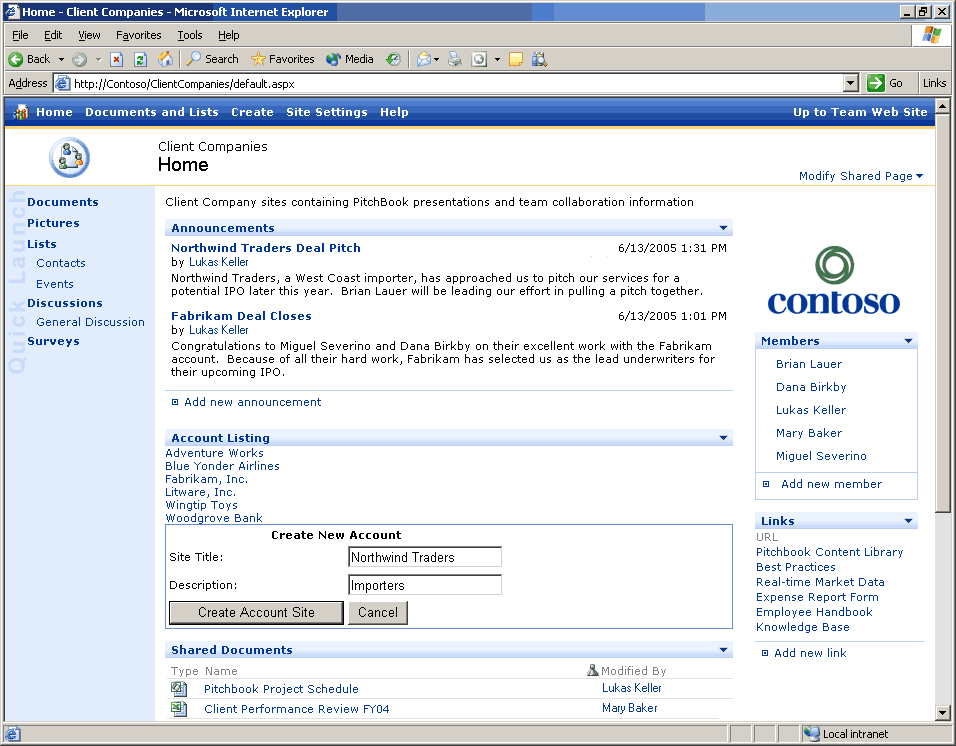 Home - Client Companies - Microsoft Internet Explorer
File Edit View Favorites Tools Help
Back Search Favorites Media
Address http://Contoso/ClientCompanies/default.aspx Go Links
Home Documents and Lists Create Site Settings Help Up to Team Web Site
Client Companies
Home
Modify Shared Page
Quick Launch
Documents
Pictures
Lists
Contacts
Events
Discussions
General Discussion
Surveys
Client Company sites containing PitchBook presentations and team collaboration information
Announcements
Northwind Traders Deal Pitch 6/13/2005 1:31 PM
by Lukas Keller
Northwind Traders, a West Coast importer, has approached us to pitch our services for a
potential IPO later this year. Brian Lauer will be leading our effort in pulling a pitch together.
Fabrikam Deal Closes 6/13/2005 1:01 PM
by Lukas Keller
Congratulations to Miguel Severino and Dana Birkby on their excellent work with the Fabrikam
account. Because of all their hard work, Fabrikam has selected us as the lead underwriters for
their upcoming IPO.
Add new announcement
Account Listing
Adventure Works
Blue Yonder Airlines
Fabrikam, Inc.
Litware, Inc.
Wingtip Toys
Woodgrove Bank
Create New Account
Site Title: Northwind Traders
Description: Importers
Create Account Site Cancel
Shared Documents
Type Name Modified By
Pitchbook Project Schedule Lukas Keller
Client Performance Review FY04 Mary Baker
contoso
Members
Brian Lauer
Dana Birkby
Lukas Keller
Mary Baker
Miguel Severino
Add new member
Links
URL
Pitchbook Content Library
Best Practices
Real-time Market Data
Expense Report Form
Employee Handbook
Knowledge Base
Add new link
Local intranet